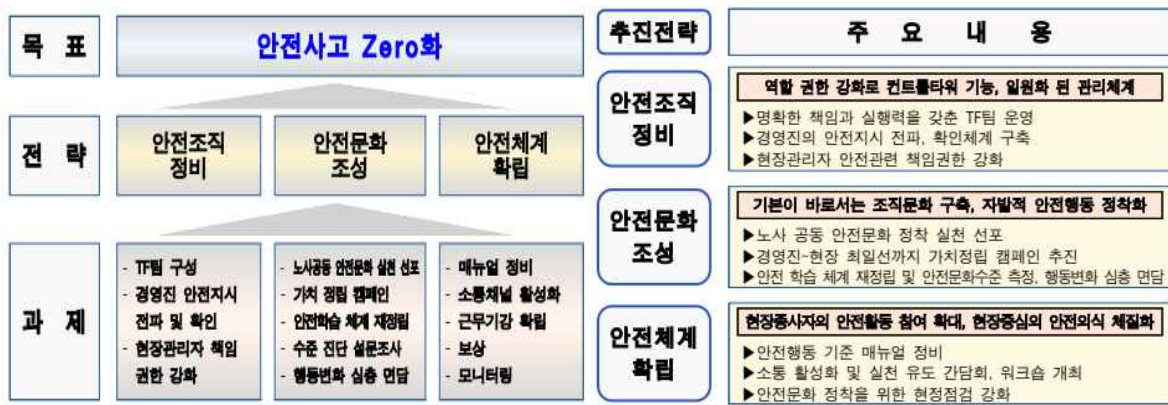 목 표
안전사고 Zero화
전 략
안전조직
정비
안전문화
조성
안전체계
확립
과 제
- TF팀 구성
- 경영진 안전지시
전파 및 확인
- 현장관리자 책임
권한 강화
- 노사공동 안전문화 실천 선포
- 가치 정립 캠페인
- 안전학습 체계 재정립
- 수준 진단 설문조사
- 행동변화 심층 면담
- 매뉴얼 정비
- 소통채널 활성화
- 근무기강 확립
- 보상
- 모니터링
추진전략
주 요 내 용
안전조직
정비
역할 권한 강화로 컨트롤타워 기능, 일원화 된 관리체계
▶명확한 책임과 실행력을 갖춘 TF팀 운영
▶경영진의 안전지시 전파, 확인체계 구축
▶현장관리자 안전관련 책임권한 강화
안전문화
조성
기본이 바로서는 조직문화 구축, 자발적 안전행동 정착화
▶노사 공동 안전문화 정착 실천 선포
▶경영진~현장 최일선까지 가치정립 캠페인 추진
▶안전 학습 체계 재정립 및 안전문화수준 측정, 행동변화 심층 면담
안전체계
확립
현장종사자의 안전활동 참여 확대, 현장중심의 안전의식 체질화
▶안전행동 기준 매뉴얼 정비
▶소통 활성화 및 실천 유도 간담회, 워크숍 개최
▶안전문화 정착을 위한 현정점검 강화